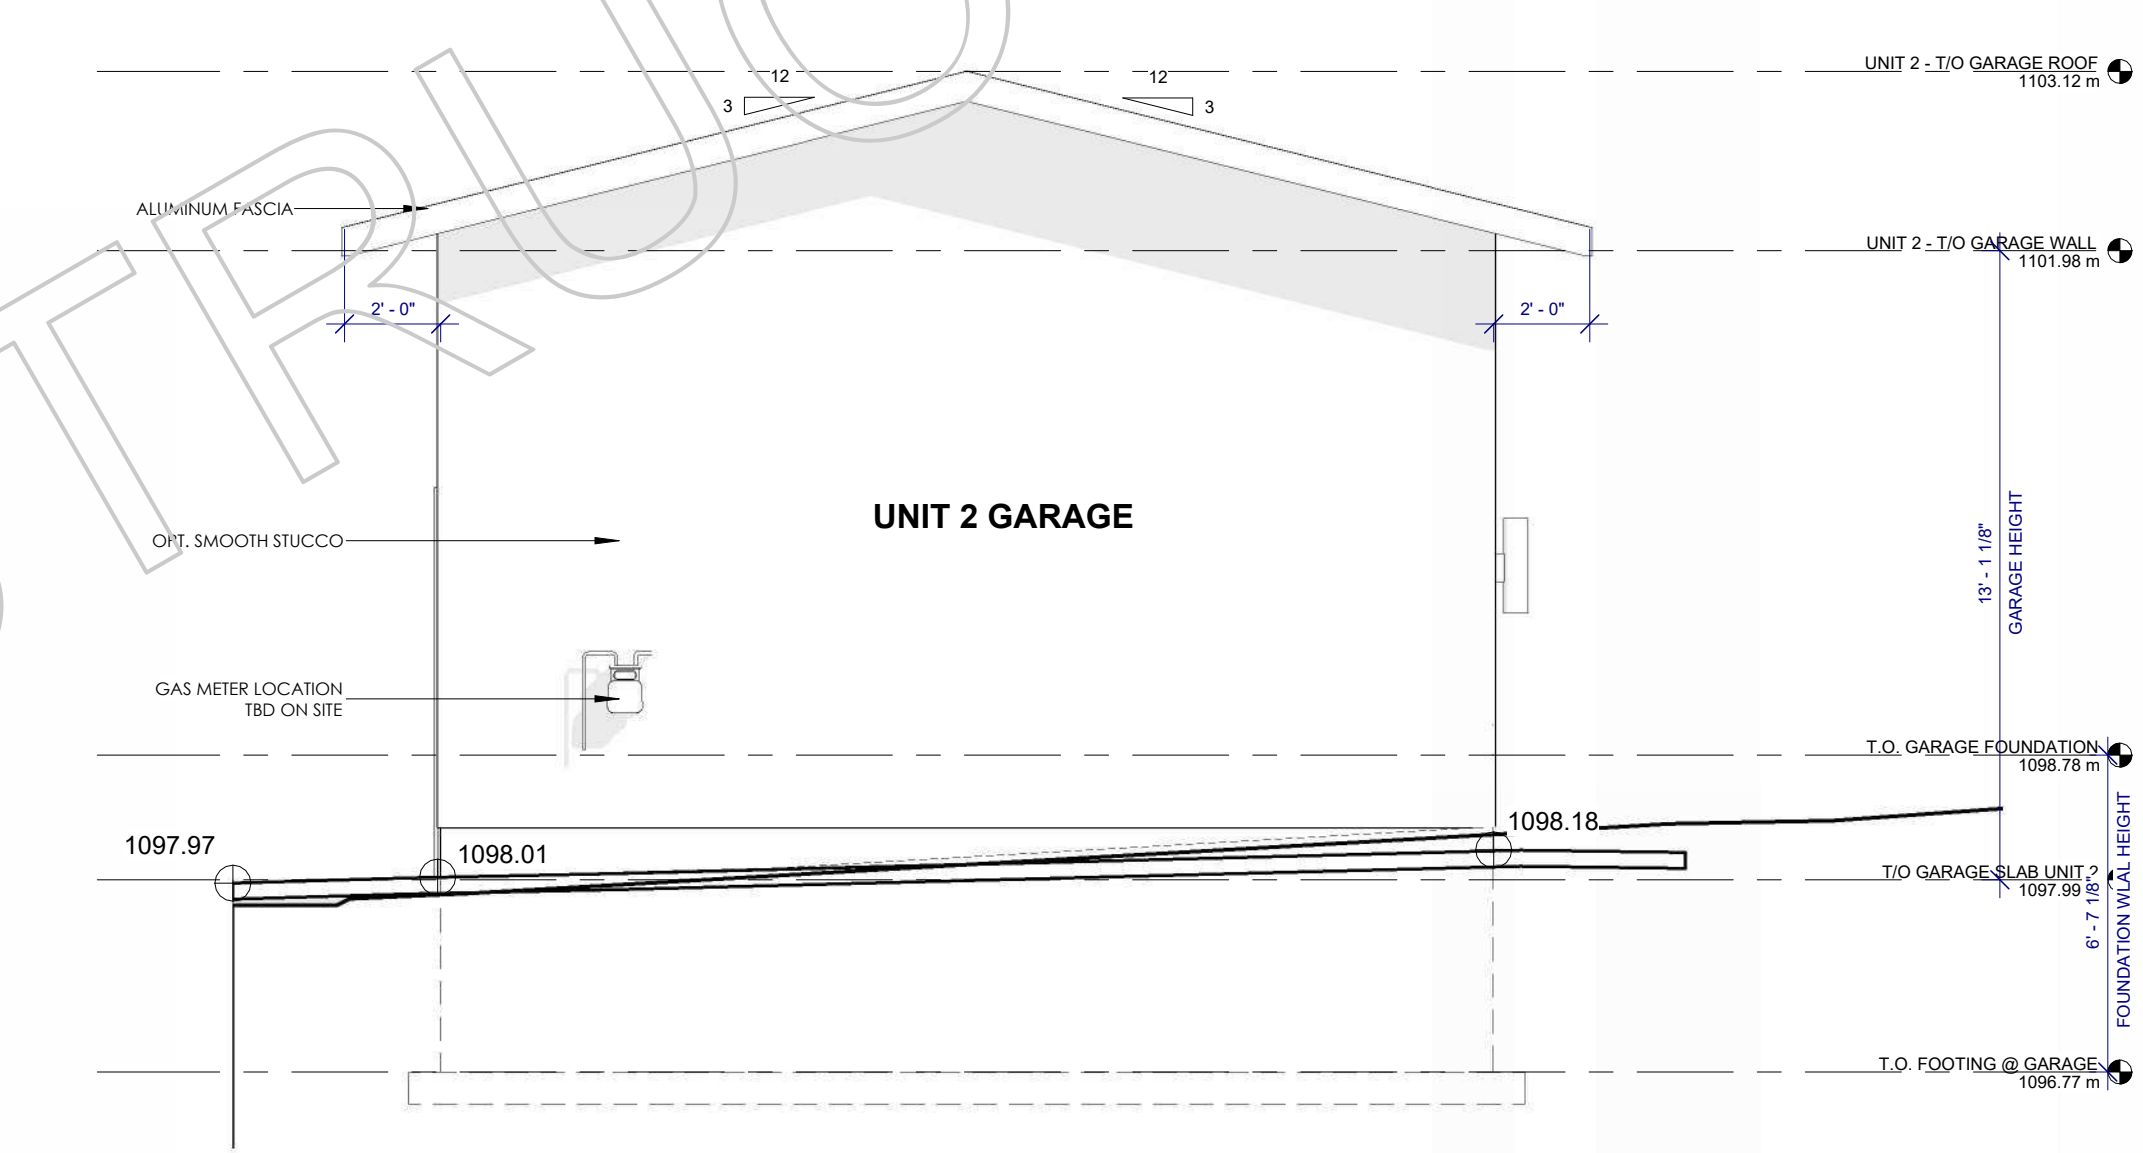 UNIT 2 - T/O GARAGE ROOF
1103.12 m
12
3
12
3
ALUMINUM FASCIA
UNIT 2 - T/O GARAGE WALL
1101.98 m
2' - 0"
2' - 0"
UNIT 2 GARAGE
OPT. SMOOTH STUCCO
13' - 1 1/8"
GARAGE HEIGHT
GAS METER LOCATION
TBD ON SITE
T.O. GARAGE FOUNDATION
1098.78 m
1097.97
1098.01
1098.18
T/O GARAGE SLAB UNIT 2
1097.99
6' - 7 1/8"
FOUNDATION WLAL HEIGHT
T.O. FOOTING @ GARAGE
1096.77 m
TRU